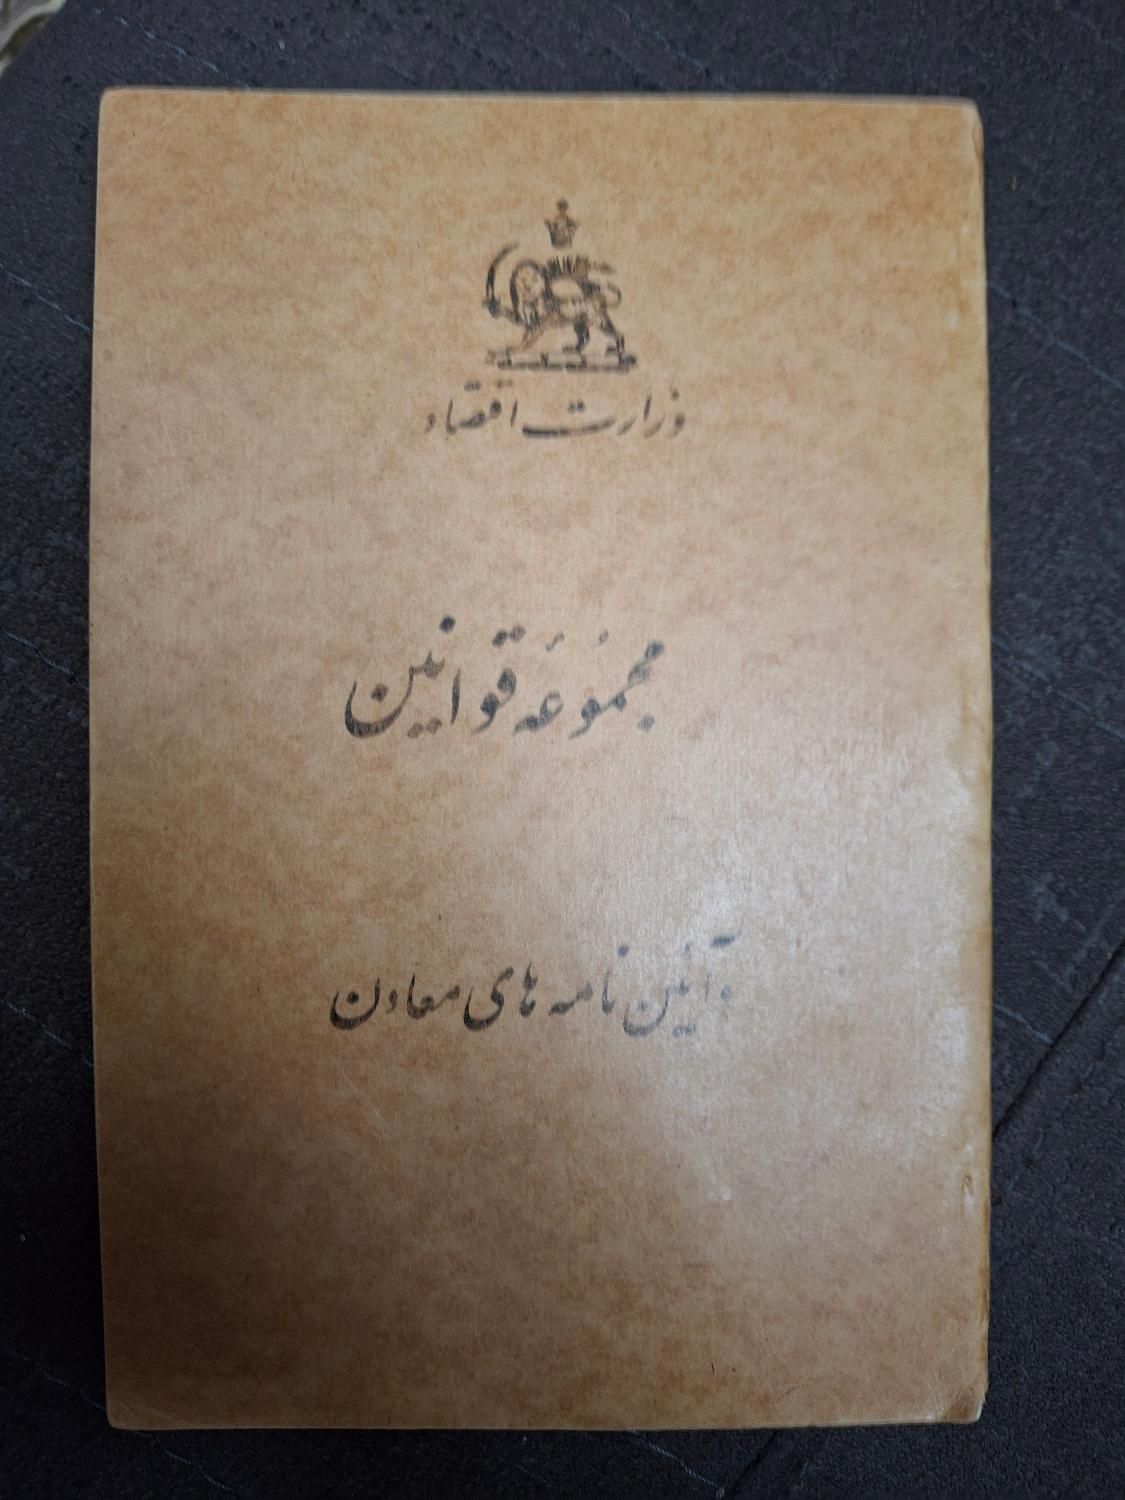 وزارت اقتصاد
مجموعه قوانین
و آئین نامه های معادن